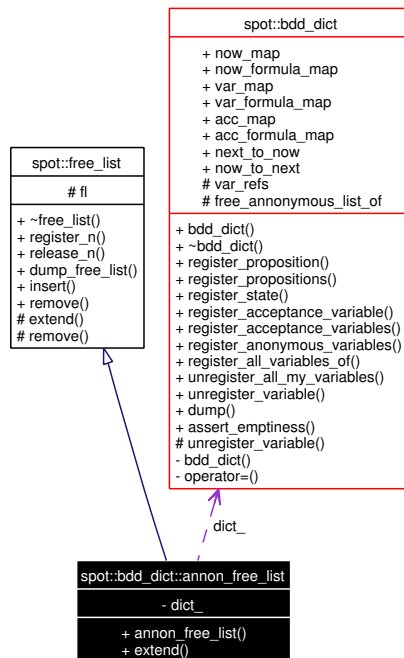 spot::bdd_dict
+ now_map
+ now_formula_map
+ var_map
+ var_formula_map
+ acc_map
+ acc_formula_map
+ next_to_now
+ now_to_next
# var_refs
# free_annonymous_list_of
+ bdd_dict()
+ ~bdd_dict()
+ register_proposition()
+ register_propositions()
+ register_state()
+ register_acceptance_variable()
+ register_acceptance_variables()
+ register_anonymous_variables()
+ register_all_variables_of()
+ unregister_all_my_variables()
+ unregister_variable()
+ dump()
+ assert_emptiness()
# unregister_variable()
- bdd_dict()
- operator=()
spot::free_list
# fl
+ ~free_list()
+ register_n()
+ release_n()
+ dump_free_list()
+ insert()
+ remove()
# extend()
# remove()
dict_
spot::bdd_dict::annon_free_list
- dict_
+ annon_free_list()
+ extend()